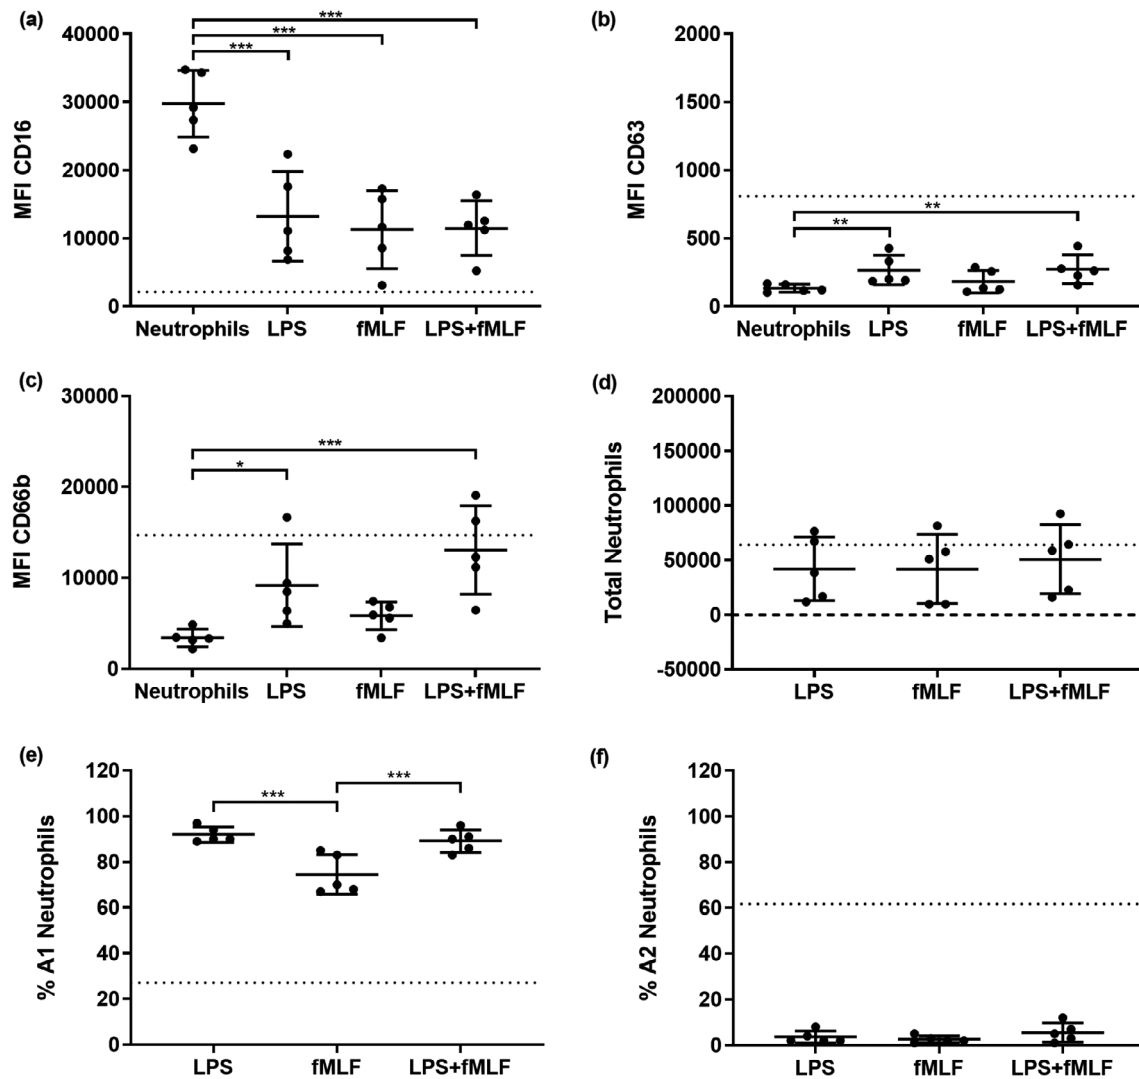 (a)
MFI CD16
40000
30000
20000
10000
0
***
***
***
Neutrophils LPS fMLF LPS+fMLF
(b)
MFI CD63
2000
1500
1000
500
0
**
**
Neutrophils LPS fMLF LPS+fMLF
(c)
MFI CD66b
30000
20000
10000
0
***
*
Neutrophils LPS fMLF LPS+fMLF
(d)
Total Neutrophils
200000
150000
100000
50000
0
-50000
LPS fMLF LPS+fMLF
(e)
% A1 Neutrophils
120
100
80
60
40
20
0
***
***
LPS fMLF LPS+fMLF
(f)
% A2 Neutrophils
120
100
80
60
40
20
0
LPS fMLF LPS+fMLF